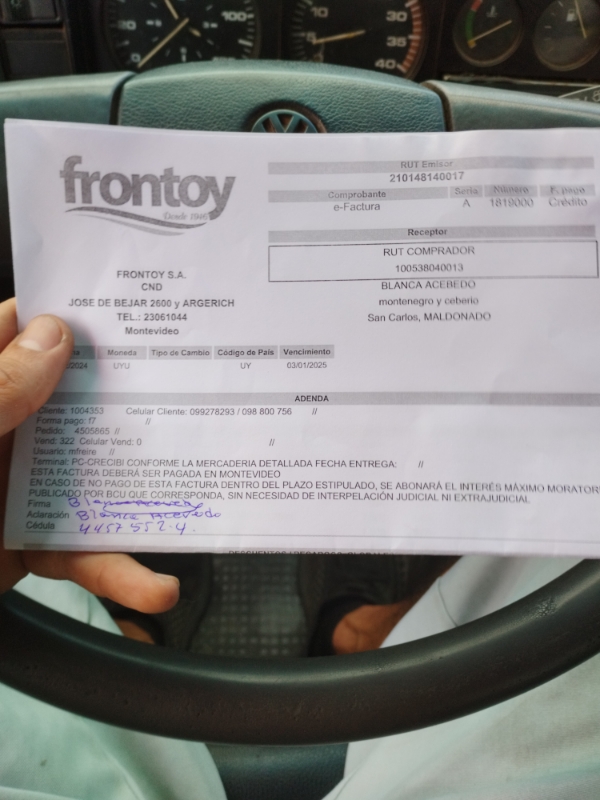 100
10
30
35
40
frontoy
Desde 1946
RUT Emisor
210148140017
Comprobante Serie Número F. pago
e-Factura A 1819000 Crédito
Receptor
RUT COMPRADOR
100538040013
BLANCA ACEBEDO
montenegro y ceberio
San Carlos, MALDONADO
FRONTOY S.A.
CND
JOSE DE BEJAR 2600 y ARGERICH
TEL.: 23061044
Montevideo
Moneda Tipo de Cambio Código de País Vencimiento
/2024 UYU UY 03/01/2025
ADENDA
Cliente: 1004353 Celular Cliente: 099278293 / 098 800 756 //
Forma pago: f7 //
Pedido: 4505665 //
Vend: 322 Celular Vend: 0 //
Usuario: mfreire //
Terminal: PC-CRECIBI CONFORME LA MERCADERIA DETALLADA FECHA ENTREGA: //
ESTA FACTURA DEBERÁ SER PAGADA EN MONTEVIDEO
EN CASO DE NO PAGO DE ESTA FACTURA DENTRO DEL PLAZO ESTIPULADO, SE ABONARÁ EL INTERÉS MÁXIMO MORATOR
PUBLICADO POR BCU QUE CORRESPONDA, SIN NECESIDAD DE INTERPELACIÓN JUDICIAL NI EXTRAJUDICIAL
Firma
Aclaración Blanca Acevedo
Cédula 4457552-4.